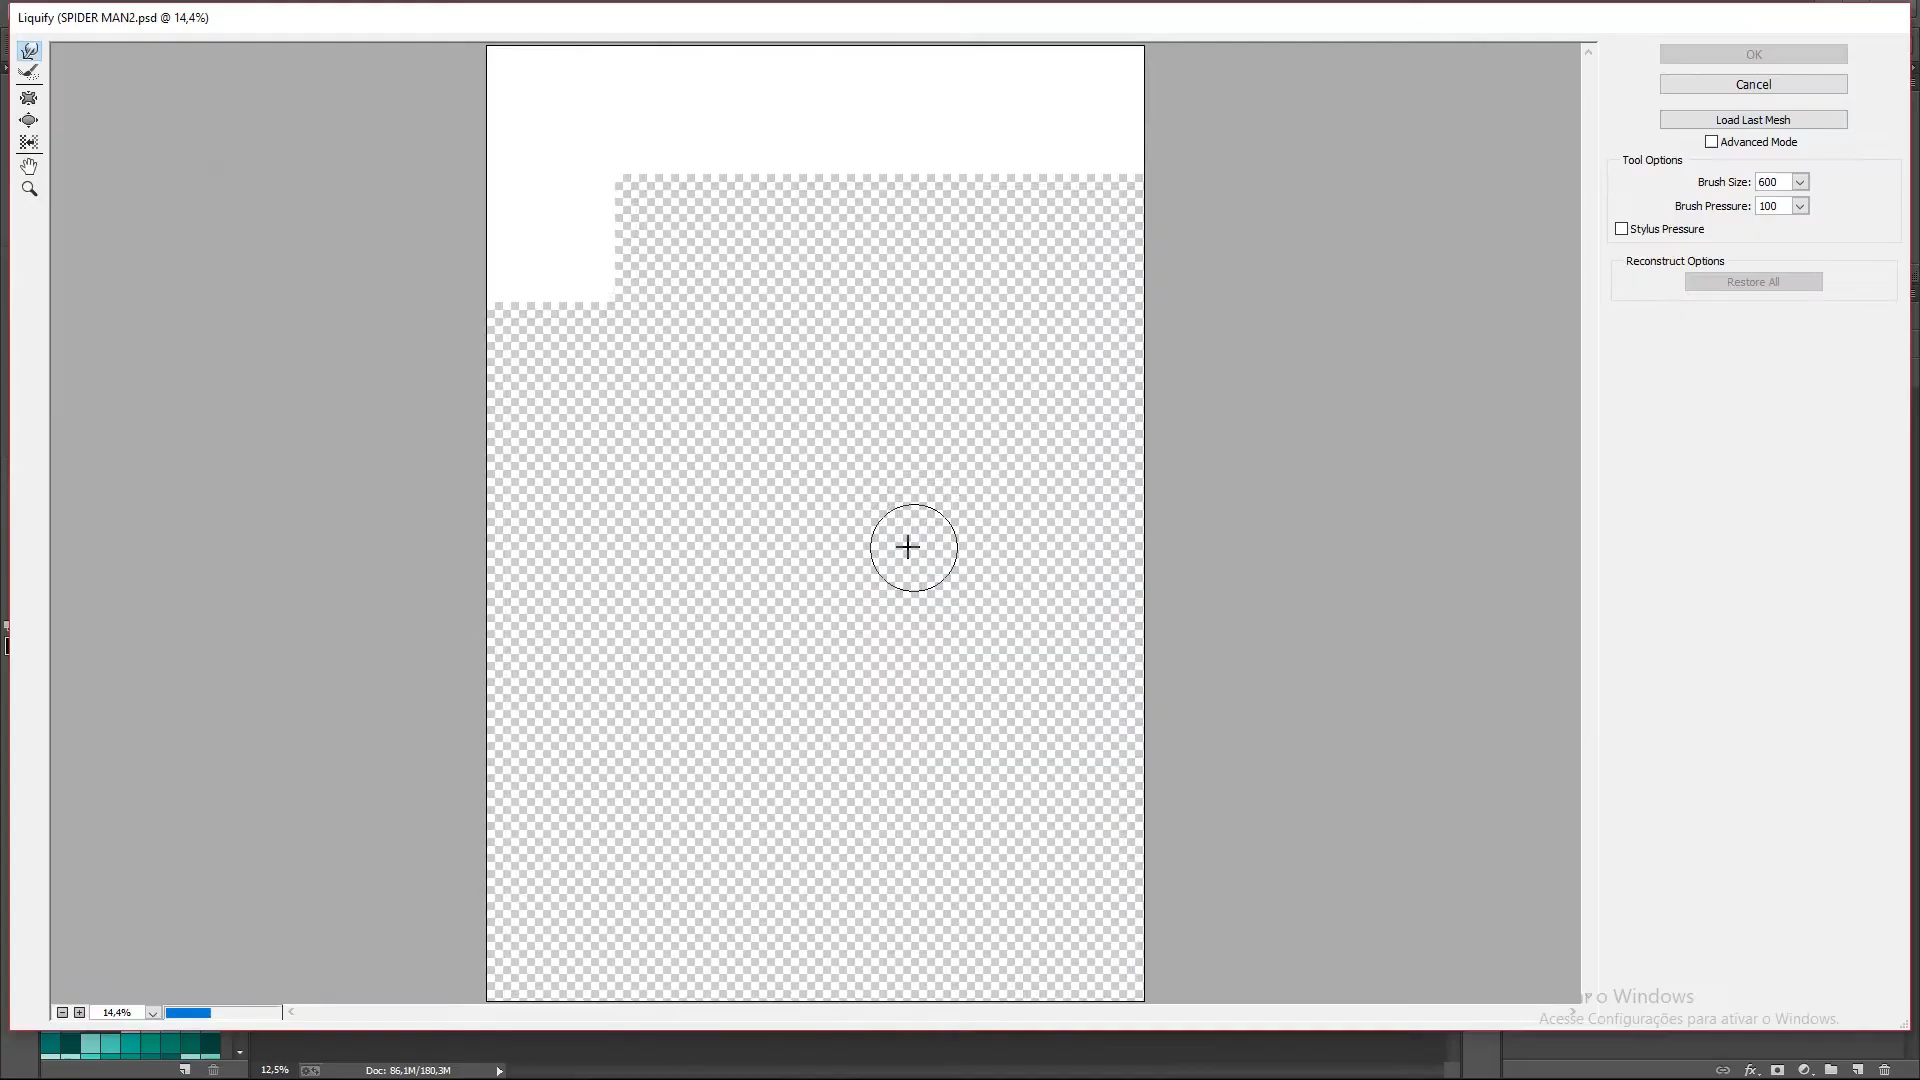 Liquify (SPIDER MAN2.psd @ 14,4%)
OK
Cancel
Load Last Mesh
Advanced Mode
Tool Options
Brush Size: 600
Brush Pressure: 100
Stylus Pressure
Reconstruct Options
Restore All
o Windows
Acesse Configurações para ativar o Windows.
14,4%
12,5%
Doc: 86,1M/180,3M
fx